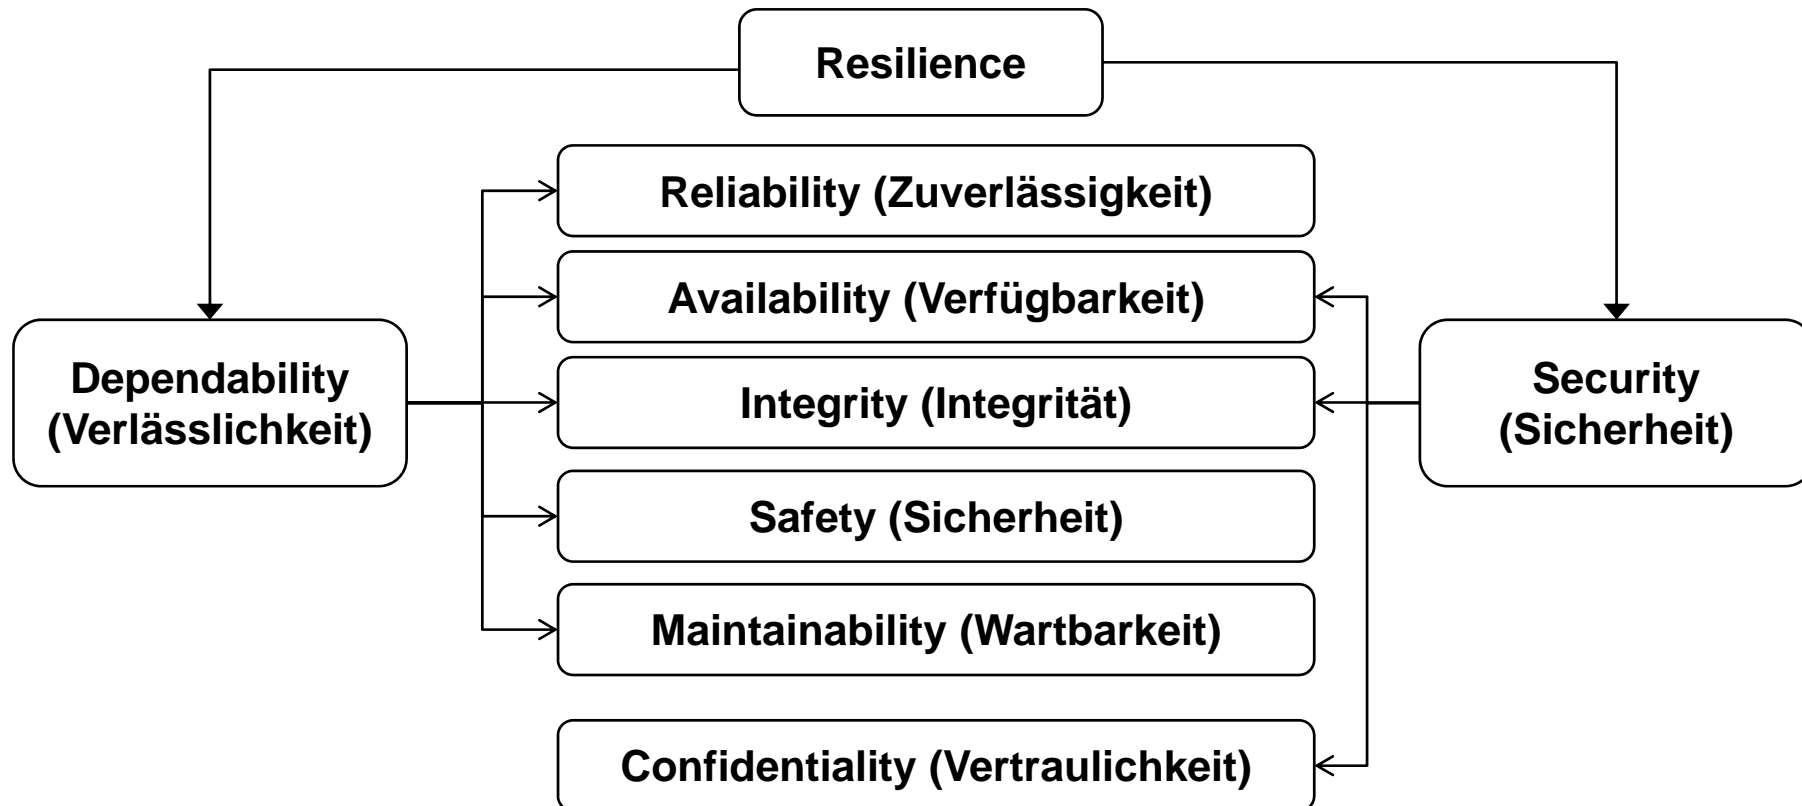 Resilience
Reliability (Zuverlässigkeit)
Availability (Verfügbarkeit)
Dependability
(Verlässlichkeit)
Integrity (Integrität)
Security
(Sicherheit)
Safety (Sicherheit)
Maintainability (Wartbarkeit)
Confidentiality (Vertraulichkeit)